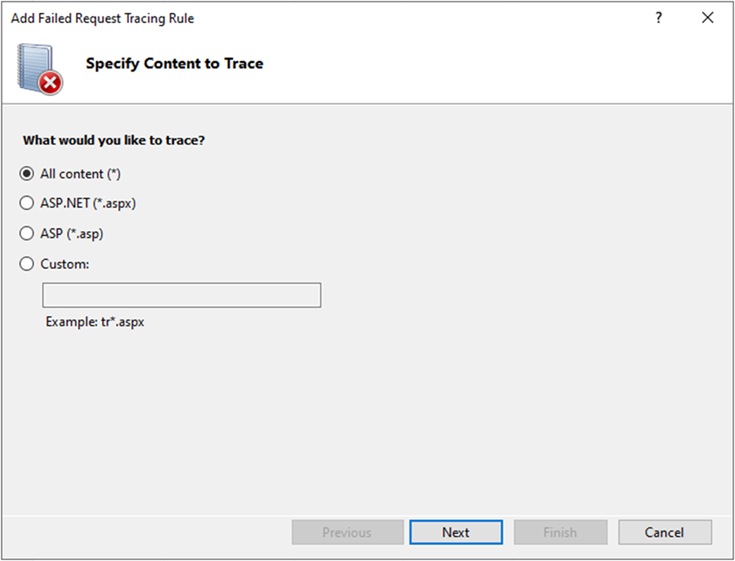 Add Failed Request Tracing Rule
?
Specify Content to Trace
What would you like to trace?
All content (*)
ASP.NET (*.aspx)
ASP (*.asp)
Custom:
Example: tr*.aspx
Previous
Next
Finish
Cancel